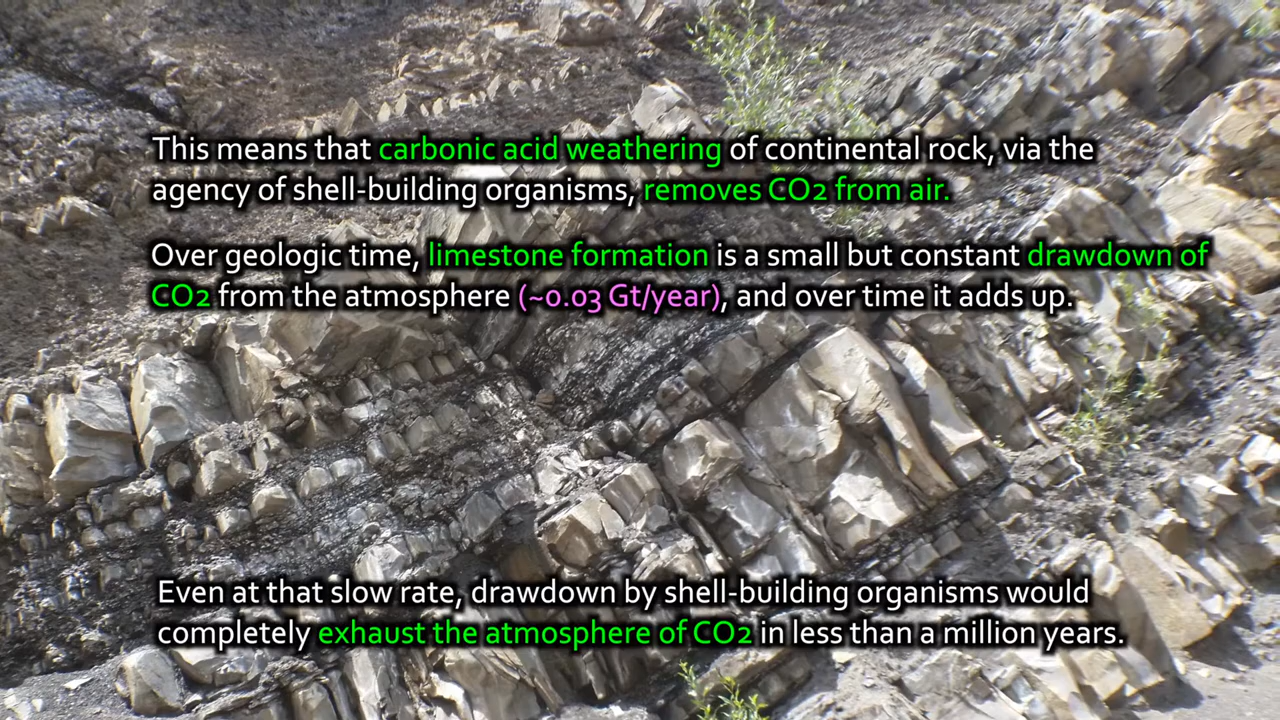 This means that carbonic acid weathering of continental rock, via the
agency of shell-building organisms, removes CO2 from air.
Over geologic time, limestone formation is a small but constant drawdown of
CO2 from the atmosphere (~0.03 Gt/year), and over time it adds up.
Even at that slow rate, drawdown by shell-building organisms would
completely exhaust the atmosphere of CO2 in less than a million years.